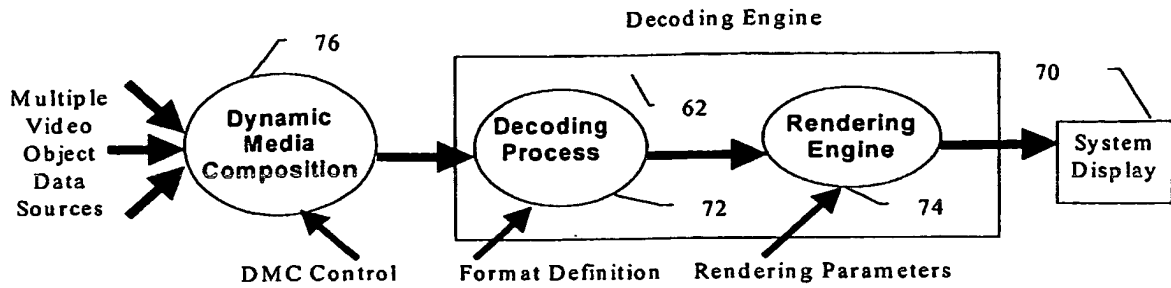 Decoding Engine
76
70
Multiple
Video
Object
Data
Sources
Dynamic
Media
Composition
62
Decoding
Process
Rendering
Engine
System
Display
72
74
DMC Control
Format Definition
Rendering Parameters